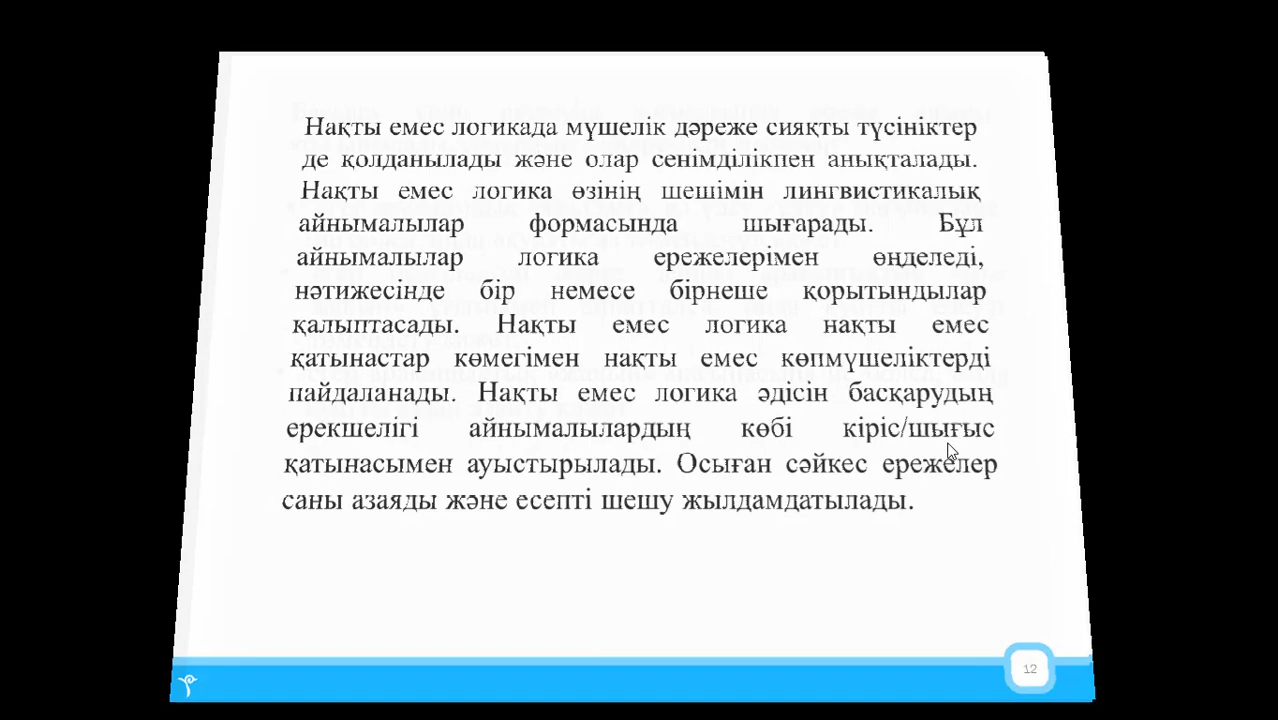 Нақты емес логикада мүшелік дәреже сияқты түсініктер
де қолданылады және олар сенімділікпен анықталады.
Нақты емес логика өзінің шешімін лингвистикалық
айнымалылар формасында шығарады. Бұл
айнымалылар логика ережелерімен өңделеді,
нәтижесінде бір немесе бірнеше қорытындылар
қалыптасады. Нақты емес логика нақты емес
қатынастар көмегімен нақты емес көпмүшеліктерді
пайдаланады. Нақты емес логика әдісін басқарудың
ерекшелігі айнымалылардың көбі кіріс/шығыс
қатынасымен ауыстырылады. Осыған сәйкес ережелер
саны азаяды және есепті шешу жылдамдатылады.
12